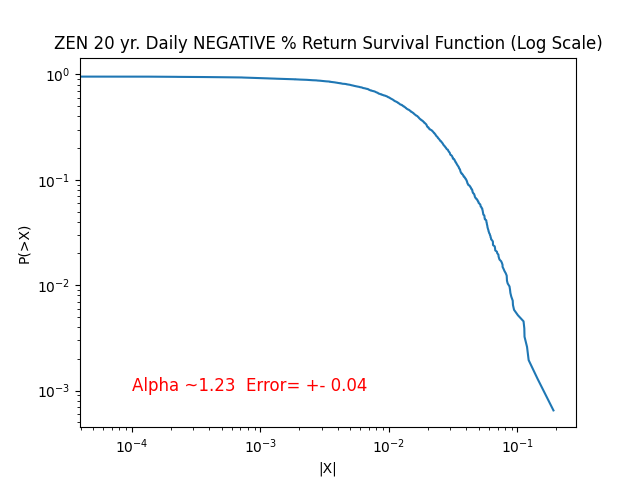 ZEN 20 yr. Daily NEGATIVE % Return Survival Function (Log Scale)
10⁰
10⁻¹
10⁻²
10⁻³
P(>X)
Alpha ~1.23  Error= +- 0.04
10⁻⁴ 10⁻³ 10⁻² 10⁻¹
|X|